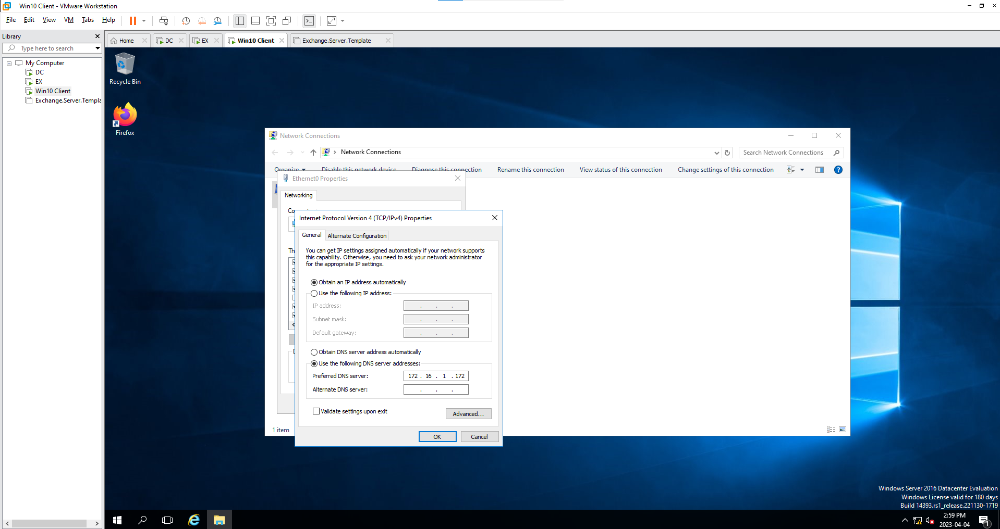 Win10 Client - VMware Workstation
File Edit View VM Tabs Help
Library
Home DC EX Win10 Client Exchange.Server.Template
Type here to search
My Computer
DC
EX
Win10 Client
Exchange.Server.Templa
Recycle Bin
Firefox
Network Connections
Network Connections
Search Network Connections
Organize Disable this network device Diagnose this connection Rename this connection View status of this connection Change settings of this connection
Ethernet0 Properties
Networking
Internet Protocol Version 4 (TCP/IPv4) Properties
General Alternate Configuration
You can get IP settings assigned automatically if your network supports
this capability. Otherwise, you need to ask your network administrator
for the appropriate IP settings.
Obtain an IP address automatically
Use the following IP address:
IP address: . . .
Subnet mask: . . .
Default gateway: . . .
Obtain DNS server address automatically
Use the following DNS server addresses:
Preferred DNS server: 172 . 16 . 1 . 172
Alternate DNS server: . . .
Validate settings upon exit
Advanced...
OK Cancel
1 item
Windows Server 2016 Datacenter Evaluation
Windows License valid for 180 days
Build 14393.rs1_release.221130-1719
2:59 PM
2023-04-04
1